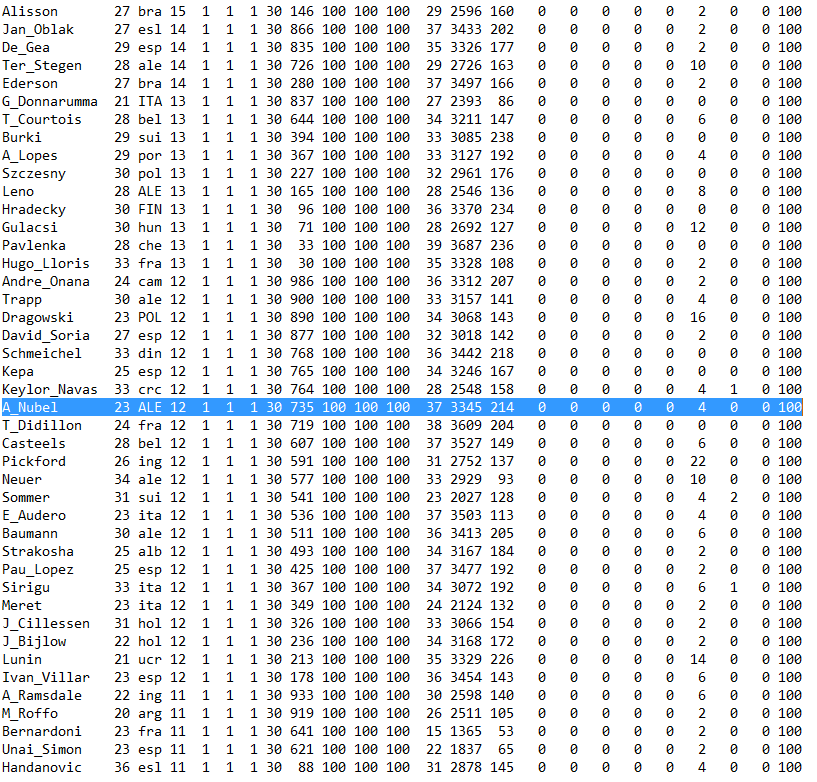 Alisson 27 bra 15 1 1 1 30 146 100 100 100 29 2596 160 0 0 0 0 0 2 0 0 100
Jan_Oblak 27 esl 14 1 1 1 30 866 100 100 100 37 3433 202 0 0 0 0 0 2 0 0 100
De_Gea 29 esp 14 1 1 1 30 835 100 100 100 35 3326 177 0 0 0 0 0 2 0 0 100
Ter_Stegen 28 ale 14 1 1 1 30 726 100 100 100 29 2726 163 0 0 0 0 0 10 0 0 100
Ederson 27 bra 14 1 1 1 30 280 100 100 100 37 3497 166 0 0 0 0 0 2 0 0 100
G_Donnarumma 21 ITA 13 1 1 1 30 837 100 100 100 27 2393 86 0 0 0 0 0 0 0 0 100
T_Courtois 28 bel 13 1 1 1 30 644 100 100 100 34 3211 147 0 0 0 0 0 6 0 0 100
Burki 29 sui 13 1 1 1 30 394 100 100 100 33 3085 238 0 0 0 0 0 0 0 0 100
A_Lopes 29 por 13 1 1 1 30 367 100 100 100 33 3127 192 0 0 0 0 0 4 0 0 100
Szczesny 30 pol 13 1 1 1 30 227 100 100 100 32 2961 176 0 0 0 0 0 0 0 0 100
Leno 28 ALE 13 1 1 1 30 165 100 100 100 28 2546 136 0 0 0 0 0 8 0 0 100
Hradecky 30 FIN 13 1 1 1 30 96 100 100 100 36 3370 234 0 0 0 0 0 0 0 0 100
Gulacsi 30 hun 13 1 1 1 30 71 100 100 100 28 2692 127 0 0 0 0 0 12 0 0 100
Pavlenka 28 che 13 1 1 1 30 33 100 100 100 39 3687 236 0 0 0 0 0 0 0 0 100
Hugo_Lloris 33 fra 13 1 1 1 30 30 100 100 100 35 3328 108 0 0 0 0 0 2 0 0 100
Andre_Onana 24 cam 12 1 1 1 30 986 100 100 100 36 3312 207 0 0 0 0 0 2 0 0 100
Trapp 30 ale 12 1 1 1 30 900 100 100 100 33 3157 141 0 0 0 0 0 4 0 0 100
Dragowski 23 POL 12 1 1 1 30 890 100 100 100 34 3068 143 0 0 0 0 0 16 0 0 100
David_Soria 27 esp 12 1 1 1 30 877 100 100 100 32 3018 142 0 0 0 0 0 2 0 0 100
Schmeichel 33 din 12 1 1 1 30 768 100 100 100 36 3442 218 0 0 0 0 0 0 0 0 100
Kepa 25 esp 12 1 1 1 30 765 100 100 100 34 3246 167 0 0 0 0 0 0 0 0 100
Keylor_Navas 33 crc 12 1 1 1 30 764 100 100 100 28 2548 158 0 0 0 0 0 4 1 0 100
A_Nubel 23 ALE 12 1 1 1 30 735 100 100 100 37 3345 214 0 0 0 0 0 4 0 0 100
T_Didillon 24 fra 12 1 1 1 30 719 100 100 100 38 3609 204 0 0 0 0 0 0 0 0 100
Casteels 28 bel 12 1 1 1 30 607 100 100 100 37 3527 149 0 0 0 0 0 6 0 0 100
Pickford 26 ing 12 1 1 1 30 591 100 100 100 31 2752 137 0 0 0 0 0 22 0 0 100
Neuer 34 ale 12 1 1 1 30 577 100 100 100 33 2929 93 0 0 0 0 0 10 0 0 100
Sommer 31 sui 12 1 1 1 30 541 100 100 100 23 2027 128 0 0 0 0 0 4 2 0 100
E_Audero 23 ita 12 1 1 1 30 536 100 100 100 37 3503 113 0 0 0 0 0 4 0 0 100
Baumann 30 ale 12 1 1 1 30 511 100 100 100 36 3413 205 0 0 0 0 0 6 0 0 100
Strakosha 25 alb 12 1 1 1 30 493 100 100 100 34 3167 184 0 0 0 0 0 2 0 0 100
Pau_Lopez 25 esp 12 1 1 1 30 425 100 100 100 37 3477 192 0 0 0 0 0 2 0 0 100
Sirigu 33 ita 12 1 1 1 30 367 100 100 100 34 3072 192 0 0 0 0 0 6 1 0 100
Meret 23 ita 12 1 1 1 30 349 100 100 100 24 2124 132 0 0 0 0 0 2 0 0 100
J_Cillessen 31 hol 12 1 1 1 30 326 100 100 100 33 3066 154 0 0 0 0 0 2 0 0 100
J_Bijlow 22 hol 12 1 1 1 30 236 100 100 100 34 3168 172 0 0 0 0 0 2 0 0 100
Lunin 21 ucr 12 1 1 1 30 213 100 100 100 35 3329 226 0 0 0 0 0 14 0 0 100
Ivan_Villar 23 esp 12 1 1 1 30 178 100 100 100 36 3454 143 0 0 0 0 0 6 0 0 100
A_Ramsdale 22 ing 11 1 1 1 30 933 100 100 100 30 2598 140 0 0 0 0 0 6 0 0 100
M_Roffo 20 arg 11 1 1 1 30 919 100 100 100 26 2511 105 0 0 0 0 0 2 0 0 100
Bernardoni 23 fra 11 1 1 1 30 641 100 100 100 15 1365 53 0 0 0 0 0 2 0 0 100
Unai_Simon 23 esp 11 1 1 1 30 621 100 100 100 22 1837 65 0 0 0 0 0 2 0 0 100
Handanovic 36 esl 11 1 1 1 30 88 100 100 100 31 2878 145 0 0 0 0 0 4 0 0 100